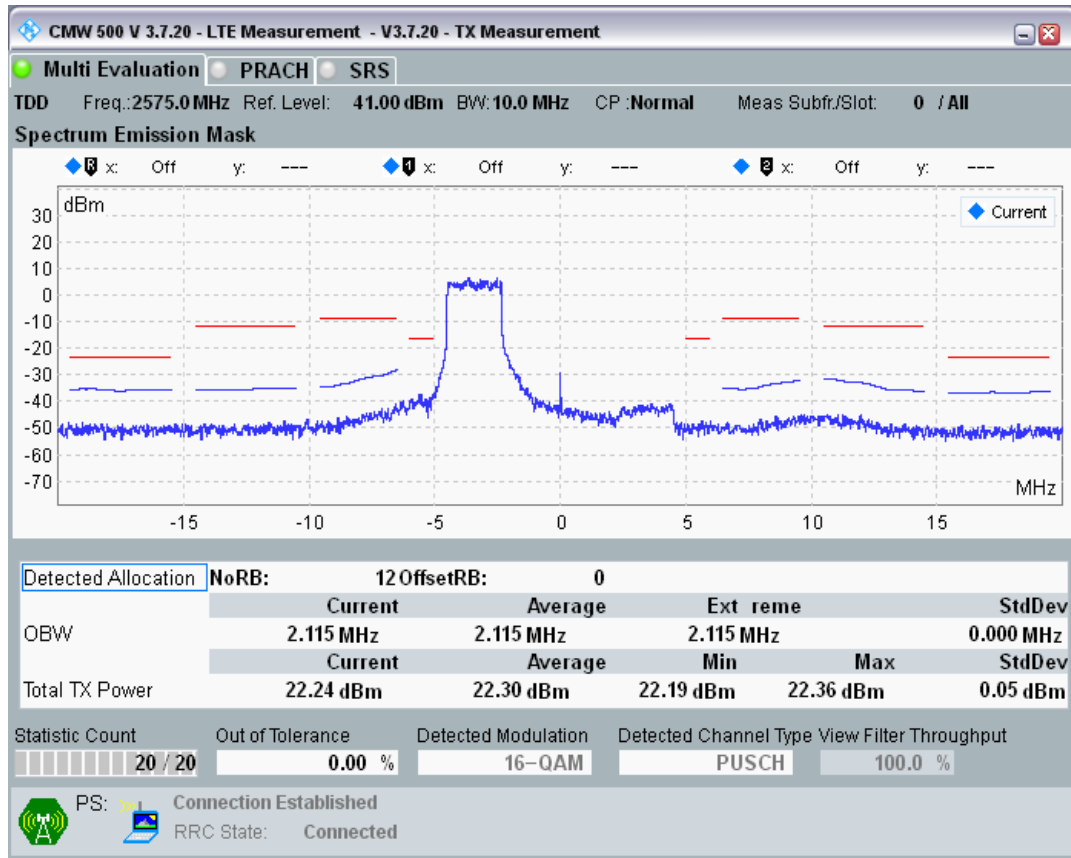 CMW 500 V 3.7.20 - LTE Measurement - V3.7.20 - TX Measurement
Multi Evaluation PRACH SRS
TDD Freq.:2575.0 MHz Ref. Level: 41.00 dBm BW:10.0 MHz CP :Normal Meas Subfr./Slot: 0 / All
Spectrum Emission Mask
R x: Off y: --- 1 x: Off y: --- 2 x: Off y: ---
dBm
Current
30
20
10
0
-10
-20
-30
-40
-50
-60
-70
MHz
-15 -10 -5 0 5 10 15
Detected Allocation NoRB: 12 OffsetRB: 0
Current Average Ext reme StdDev
OBW 2.115 MHz 2.115 MHz 2.115 MHz 0.000 MHz
Current Average Min Max StdDev
Total TX Power 22.24 dBm 22.30 dBm 22.19 dBm 22.36 dBm 0.05 dBm
Statistic Count Out of Tolerance Detected Modulation Detected Channel Type View Filter Throughput
20 / 20 0.00 % 16-QAM PUSCH 100.0 %
PS: Connection Established
RRC State: Connected